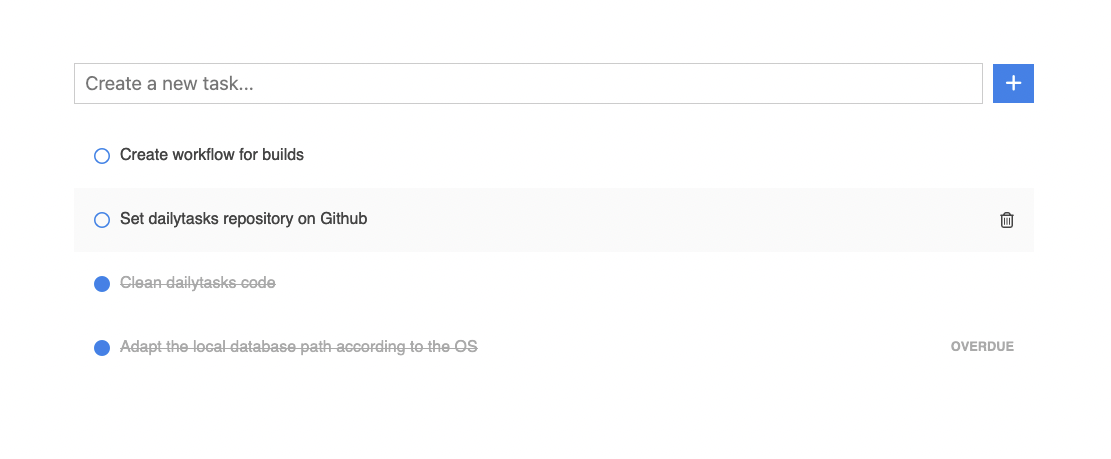 Create a new task...
Create workflow for builds
Set dailytasks repository on Github
Clean dailytasks code
Adapt the local database path according to the OS
OVERDUE